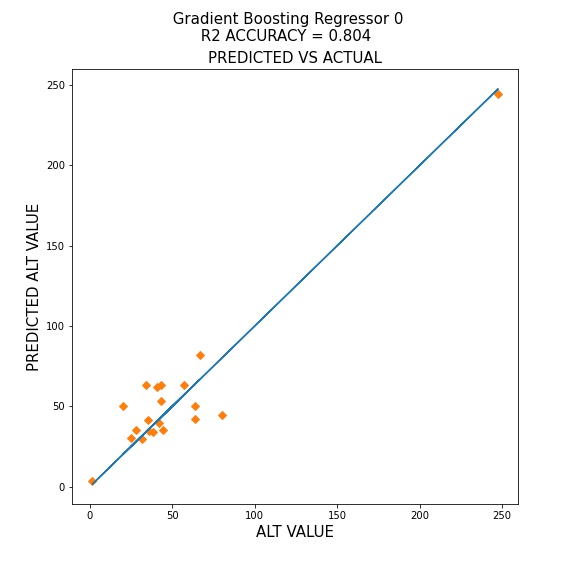 Gradient Boosting Regressor 0
R2 ACCURACY = 0.804
PREDICTED VS ACTUAL
250
200
150
100
50
0
PREDICTED ALT VALUE
0 50 100 150 200 250
ALT VALUE